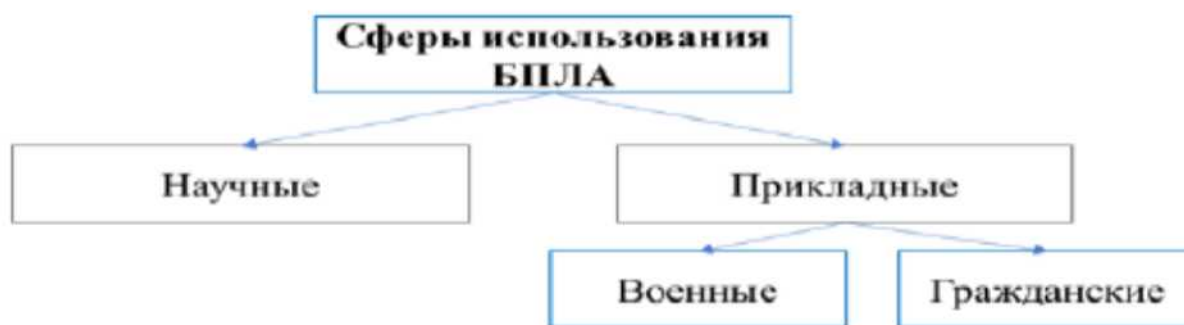 Сферы использования
БПЛА
Научные
Прикладные
Военные
Гражданские